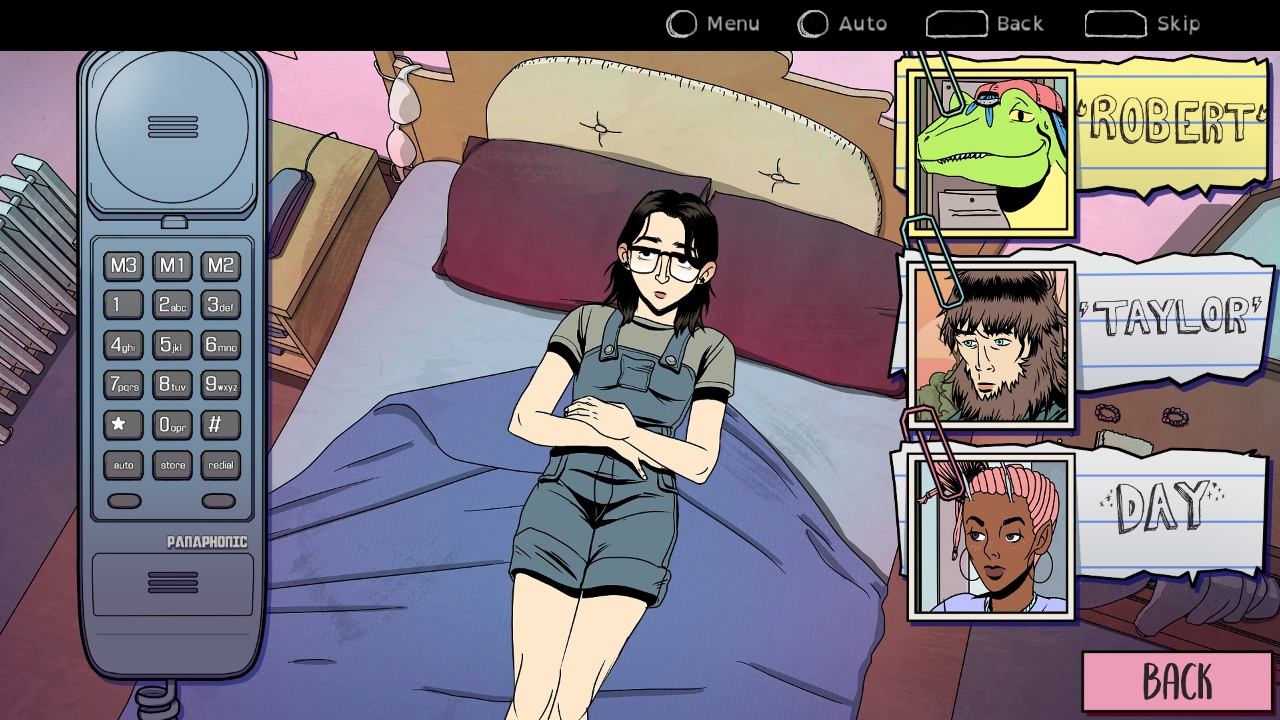 Menu Auto Back Skip
'ROBERT'
M3 M1 M2
1 2abc 3def
4ghi 5jkl 6mno
7pqrs 8tuv 9wxyz
* 0opr #
auto store redial
PANAPHONIC
'TAYLOR'
DAY
BACK